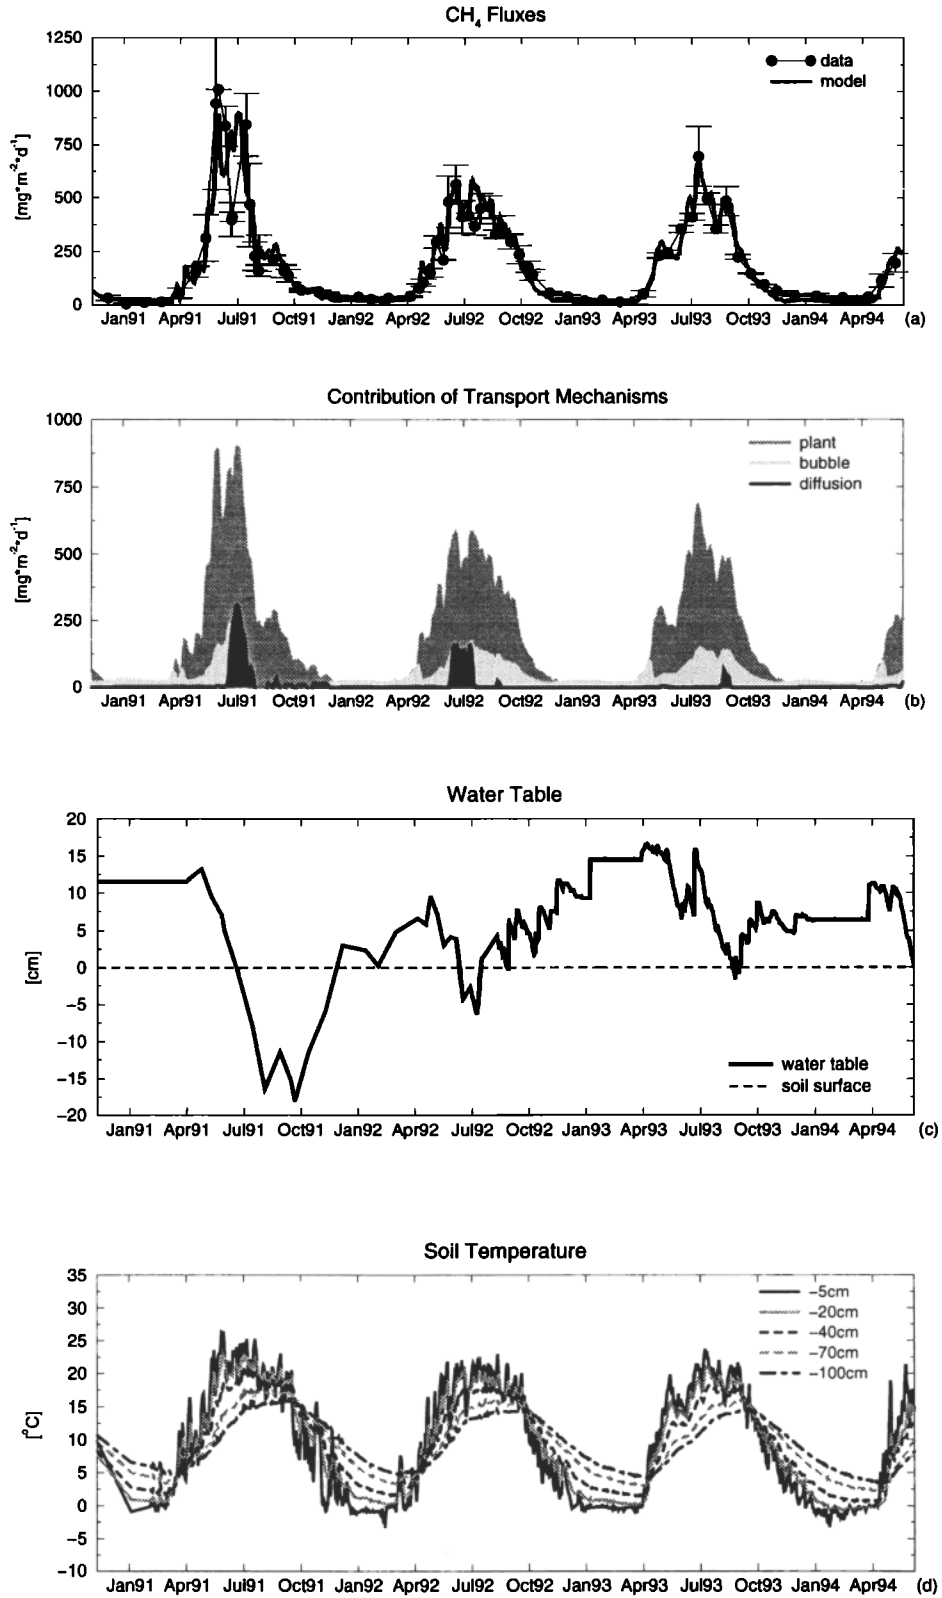 CH₄ Fluxes
1250
1000
750
500
250
0
[mg*m⁻²*d⁻¹]
data
model
Jan91 Apr91 Jul91 Oct91 Jan92 Apr92 Jul92 Oct92 Jan93 Apr93 Jul93 Oct93 Jan94 Apr94 (a)
Contribution of Transport Mechanisms
1000
750
500
250
0
[mg*m⁻²*d⁻¹]
plant
bubble
diffusion
Jan91 Apr91 Jul91 Oct91 Jan92 Apr92 Jul92 Oct92 Jan93 Apr93 Jul93 Oct93 Jan94 Apr94 (b)
Water Table
20
15
10
5
0
−5
−10
−15
−20
[cm]
water table
soil surface
Jan91 Apr91 Jul91 Oct91 Jan92 Apr92 Jul92 Oct92 Jan93 Apr93 Jul93 Oct93 Jan94 Apr94 (c)
Soil Temperature
35
30
25
20
15
10
5
0
−5
−10
[°C]
−5cm
−20cm
−40cm
−70cm
−100cm
Jan91 Apr91 Jul91 Oct91 Jan92 Apr92 Jul92 Oct92 Jan93 Apr93 Jul93 Oct93 Jan94 Apr94 (d)